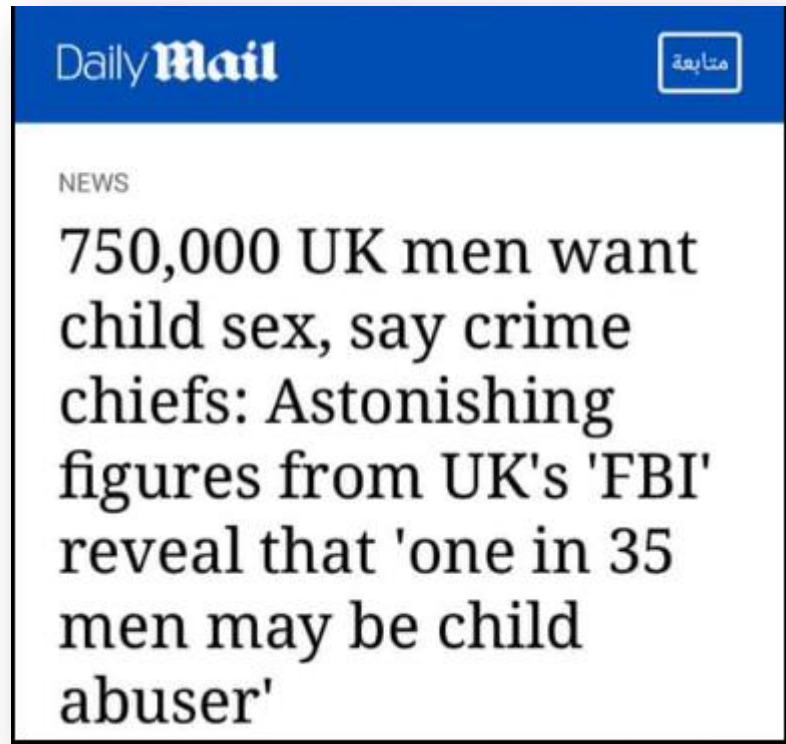 Daily Mail متابعة
NEWS
750,000 UK men want
child sex, say crime
chiefs: Astonishing
figures from UK's 'FBI'
reveal that 'one in 35
men may be child
abuser'